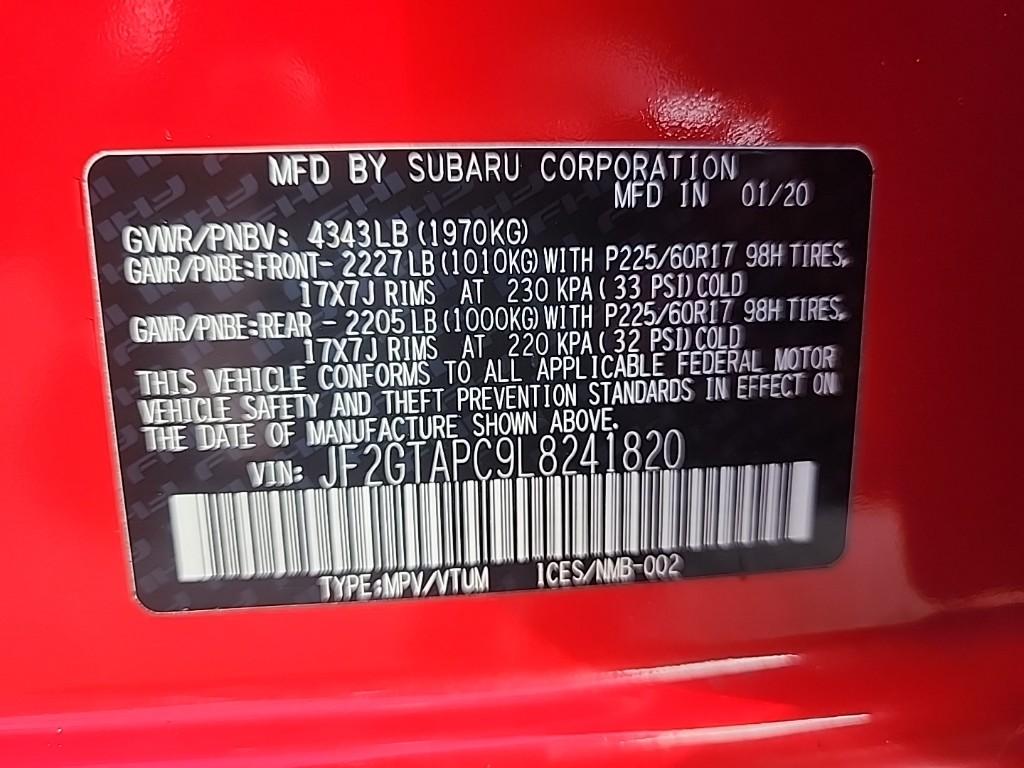 MFD BY SUBARU CORPORATION
MFD IN 01/20
GVWR/PNBV: 4343LB (1970KG)
GAWR/PNBE:FRONT- 2227LB (1010KG) WITH P225/60R17 98H TIRES,
17X7J RIMS AT 230 KPA( 33 PSI) COLD
GAWR/PNBE:REAR - 2205LB (1000KG) WITH P225/60R17 98H TIRES,
17X7J RIMS AT 220 KPA( 32 PSI) COLD
THIS VEHICLE CONFORMS TO ALL APPLICABLE FEDERAL MOTOR
VEHICLE SAFETY AND THEFT PREVENTION STANDARDS IN EFFECT ON
THE DATE OF MANUFACTURE SHOWN ABOVE.
VIN: JF2GTAPC9L8241820
TYPE:MPV/VTUM ICES/NMB-002